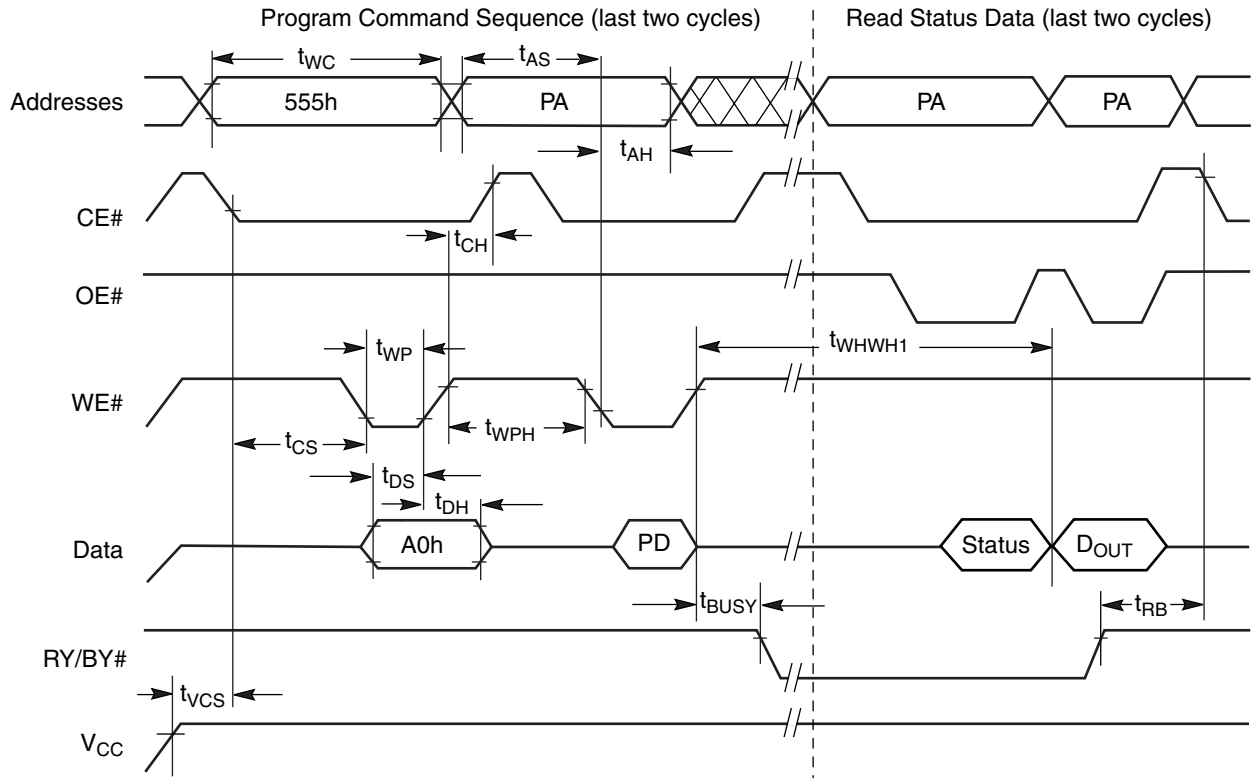 Program Command Sequence (last two cycles)
Read Status Data (last two cycles)
tWC
tAS
Addresses
555h
PA
PA
PA
tAH
CE#
tCH
OE#
tWP
tWHWH1
WE#
tCS
tWPH
tDS
tDH
Data
A0h
PD
Status
DOUT
tBUSY
tRB
RY/BY#
tVCS
VCC